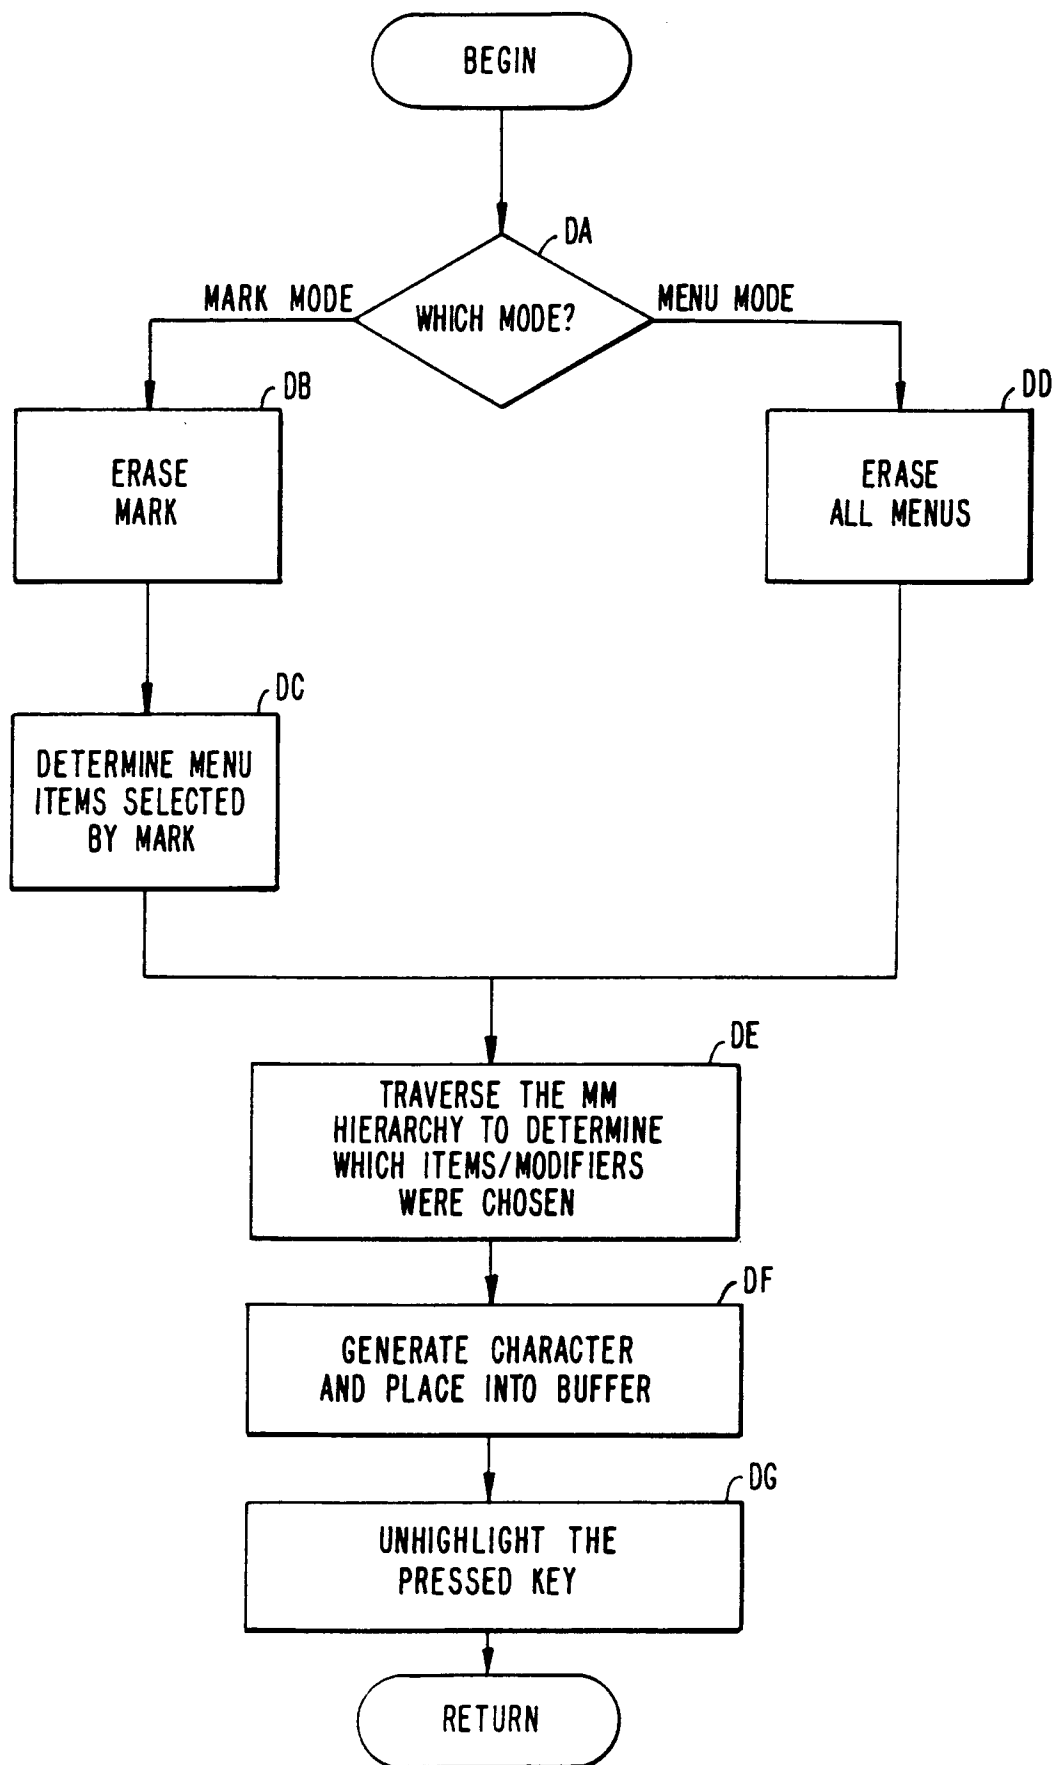 BEGIN
DA
MARK MODE
WHICH MODE?
MENU MODE
DB
ERASE
MARK
DD
ERASE
ALL MENUS
DC
DETERMINE MENU
ITEMS SELECTED
BY MARK
DE
TRAVERSE THE MM
HIERARCHY TO DETERMINE
WHICH ITEMS/MODIFIERS
WERE CHOSEN
DF
GENERATE CHARACTER
AND PLACE INTO BUFFER
DG
UNHIGHLIGHT THE
PRESSED KEY
RETURN